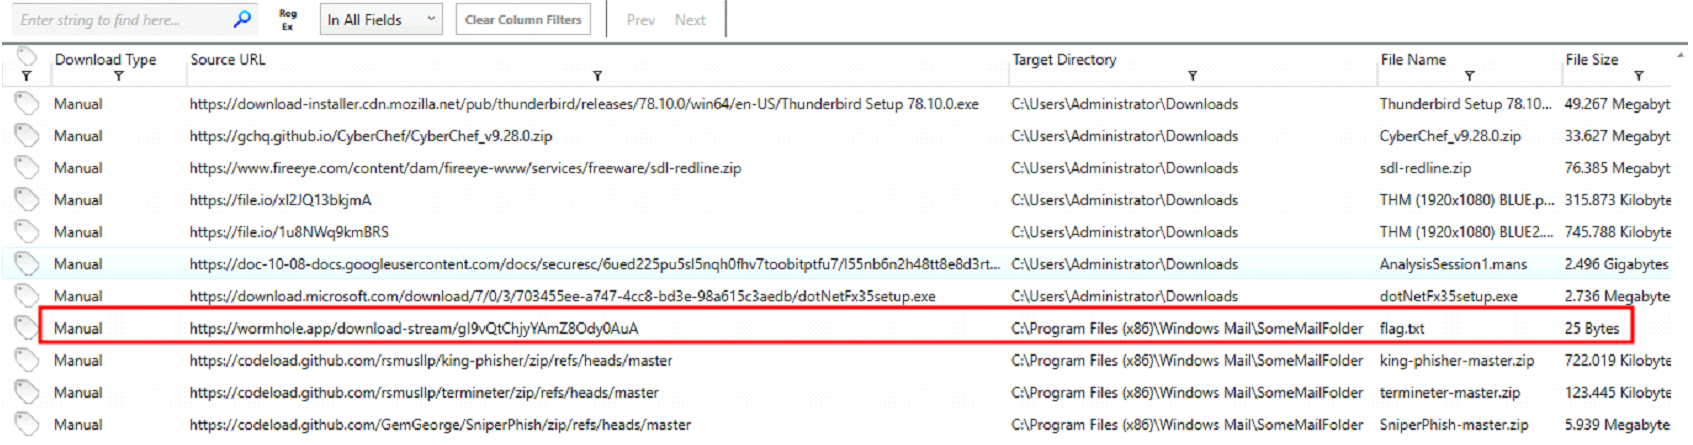 Enter string to find here... Reg Ex In All Fields Clear Column Filters Prev Next
Download Type Source URL Target Directory File Name File Size
Manual https://download-installer.cdn.mozilla.net/pub/thunderbird/releases/78.10.0/win64/en-US/Thunderbird Setup 78.10.0.exe C:\Users\Administrator\Downloads Thunderbird Setup 78.10... 49.267 Megabyt
Manual https://gchq.github.io/CyberChef/CyberChef_v9.28.0.zip C:\Users\Administrator\Downloads CyberChef_v9.28.0.zip 33.627 Megabyt
Manual https://www.fireeye.com/content/dam/fireeye-www/services/freeware/sdl-redline.zip C:\Users\Administrator\Downloads sdl-redline.zip 76.385 Megabyt
Manual https://file.io/xI2JQ13bkjmA C:\Users\Administrator\Downloads THM (1920x1080) BLUE.p... 315.873 Kilobyte
Manual https://file.io/1u8NWq9kmBRS C:\Users\Administrator\Downloads THM (1920x1080) BLUE2.... 745.788 Kilobyte
Manual https://doc-10-08-docs.googleusercontent.com/docs/securesc/6ued225pu5sl5nqh0fhv7toobitptfu7/l55nb6n2h48tt8e8d3rt... C:\Users\Administrator\Downloads AnalysisSession1.mans 2.496 Gigabytes
Manual https://download.microsoft.com/download/7/0/3/703455ee-a747-4cc8-bd3e-98a615c3aedb/dotNetFx35setup.exe C:\Users\Administrator\Downloads dotNetFx35setup.exe 2.736 Megabyte
Manual https://wormhole.app/download-stream/gI9vQtChjyYAmZ8Ody0AuA C:\Program Files (x86)\Windows Mail\SomeMailFolder flag.txt 25 Bytes
Manual https://codeload.github.com/rsmusllp/king-phisher/zip/refs/heads/master C:\Program Files (x86)\Windows Mail\SomeMailFolder king-phisher-master.zip 722.019 Kilobyte
Manual https://codeload.github.com/rsmusllp/termineter/zip/refs/heads/master C:\Program Files (x86)\Windows Mail\SomeMailFolder termineter-master.zip 123.445 Kilobyte
Manual https://codeload.github.com/GemGeorge/SniperPhish/zip/refs/heads/master C:\Program Files (x86)\Windows Mail\SomeMailFolder SniperPhish-master.zip 5.939 Megabyte